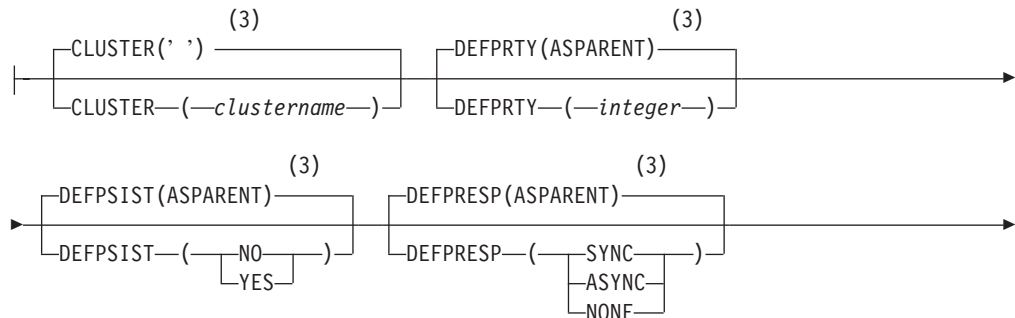 (3) (3)
CLUSTER(’ ’) DEFPRTY(ASPARENT)
CLUSTER ( clustername ) DEFPRTY ( integer )
(3) (3)
DEFPSIST(ASPARENT) DEFPRESP(ASPARENT)
DEFPSIST ( NO ) DEFPRESP ( SYNC )
YES ASYNC
NONE